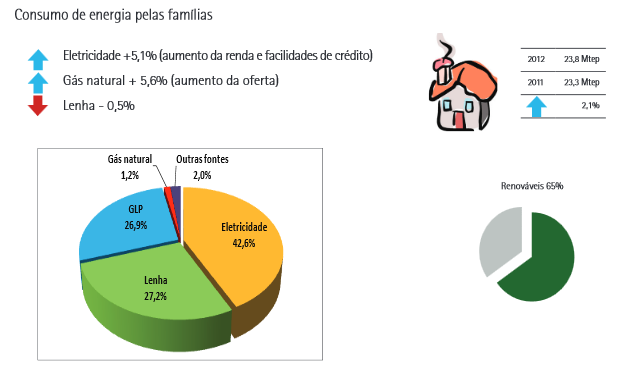 Consumo de energia pelas famílias
Eletricidade +5,1% (aumento da renda e facilidades de crédito)
Gás natural + 5,6% (aumento da oferta)
Lenha - 0,5%
2012 23,8 Mtep
2011 23,3 Mtep
2,1%
Gás natural
1,2%
Outras fontes
2,0%
GLP
26,9%
Eletricidade
42,6%
Lenha
27,2%
Renováveis 65%